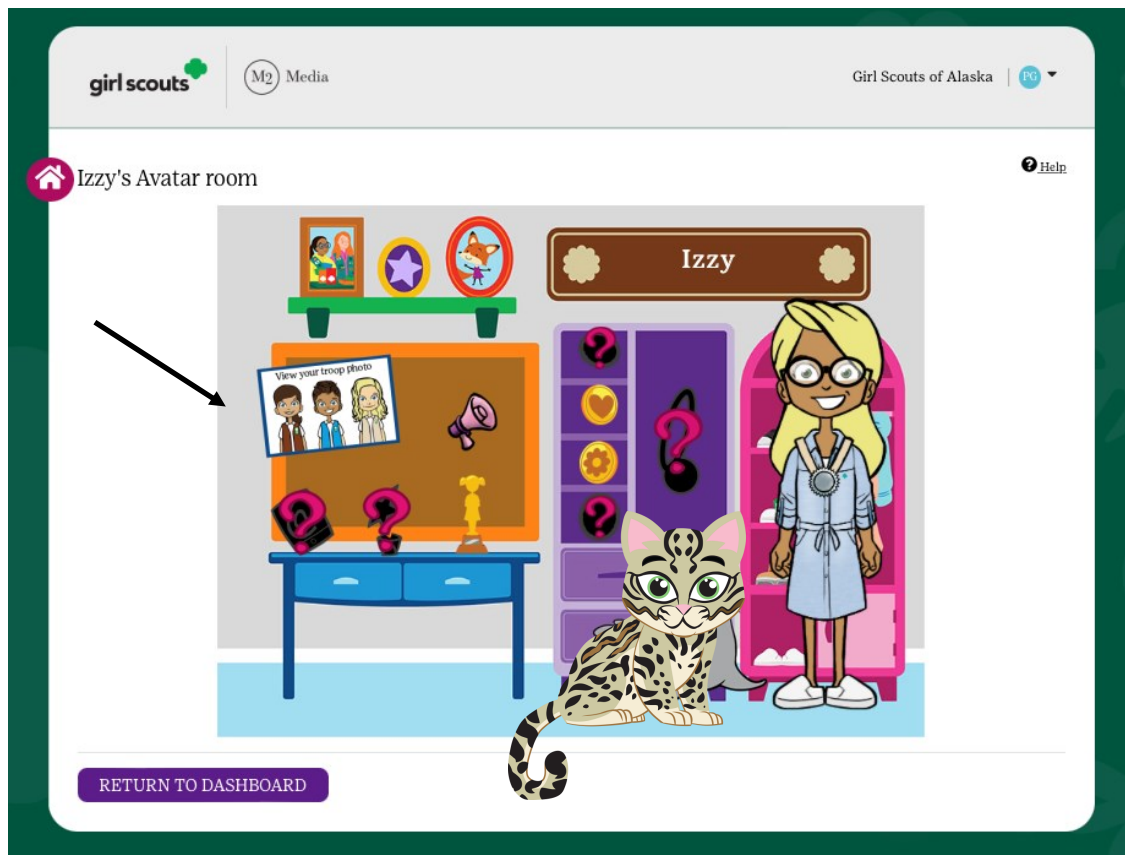 girl scouts
M2 Media
Girl Scouts of Alaska | PG
Izzy's Avatar room
? Help
Izzy
?
View your troop photo
?
? ?
?
RETURN TO DASHBOARD